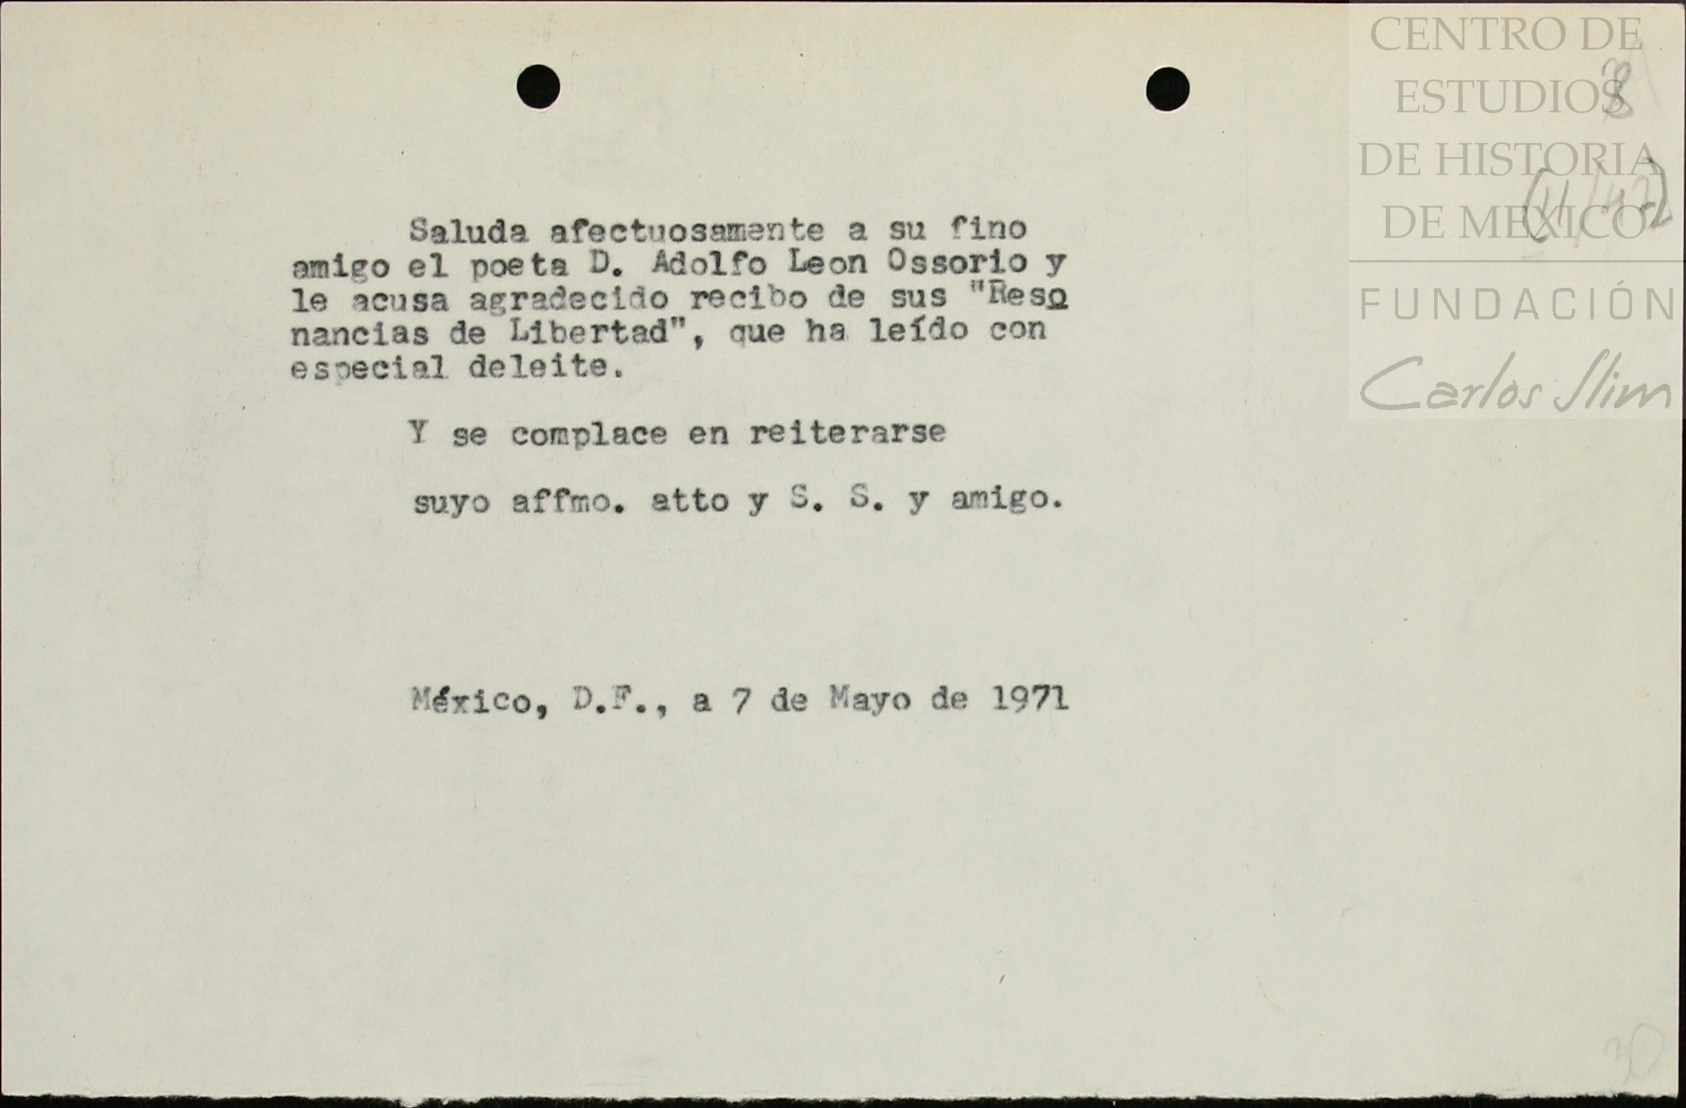 CENTRO DE
ESTUDIOS
DE HISTORIA
DE MEXICO
FUNDACIÓN
Carlos Slim
Saluda afectuosamente a su fino
amigo el poeta D. Adolfo Leon Ossorio y
le acusa agradecido recibo de sus "Reso
nancias de Libertad", que ha leído con
especial deleite.
Y se complace en reiterarse
suyo affmo. atto y S. S. y amigo.
México, D.F., a 7 de Mayo de 1971
30